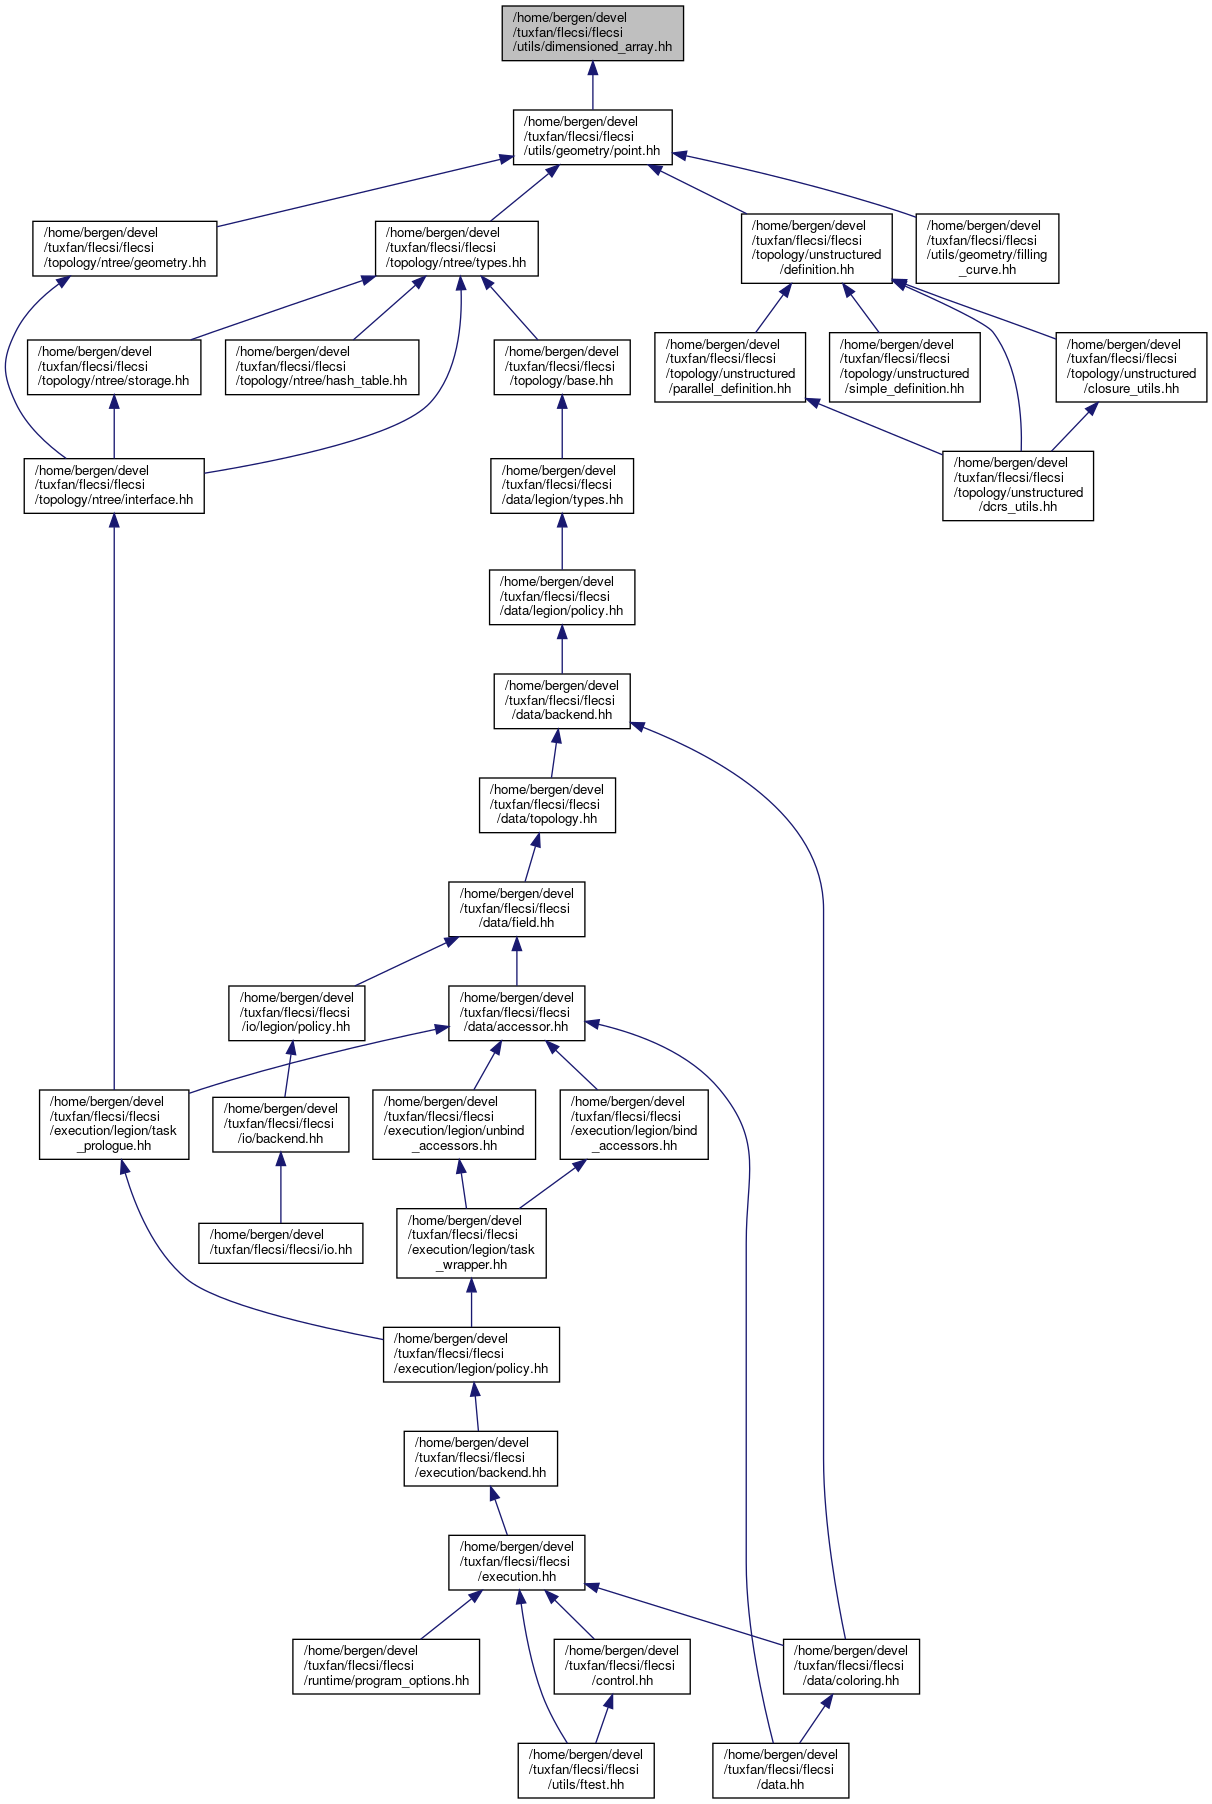 /home/bergen/devel
/tuxfan/flecsi/flecsi
/utils/dimensioned_array.hh
/home/bergen/devel
/tuxfan/flecsi/flecsi
/utils/geometry/point.hh
/home/bergen/devel
/tuxfan/flecsi/flecsi
/topology/ntree/geometry.hh
/home/bergen/devel
/tuxfan/flecsi/flecsi
/topology/ntree/types.hh
/home/bergen/devel
/tuxfan/flecsi/flecsi
/topology/unstructured
/definition.hh
/home/bergen/devel
/tuxfan/flecsi/flecsi
/utils/geometry/filling
_curve.hh
/home/bergen/devel
/tuxfan/flecsi/flecsi
/topology/ntree/storage.hh
/home/bergen/devel
/tuxfan/flecsi/flecsi
/topology/ntree/hash_table.hh
/home/bergen/devel
/tuxfan/flecsi/flecsi
/topology/base.hh
/home/bergen/devel
/tuxfan/flecsi/flecsi
/topology/unstructured
/parallel_definition.hh
/home/bergen/devel
/tuxfan/flecsi/flecsi
/topology/unstructured
/simple_definition.hh
/home/bergen/devel
/tuxfan/flecsi/flecsi
/topology/unstructured
/closure_utils.hh
/home/bergen/devel
/tuxfan/flecsi/flecsi
/topology/ntree/interface.hh
/home/bergen/devel
/tuxfan/flecsi/flecsi
/data/legion/types.hh
/home/bergen/devel
/tuxfan/flecsi/flecsi
/topology/unstructured
/dcrs_utils.hh
/home/bergen/devel
/tuxfan/flecsi/flecsi
/data/legion/policy.hh
/home/bergen/devel
/tuxfan/flecsi/flecsi
/data/backend.hh
/home/bergen/devel
/tuxfan/flecsi/flecsi
/data/topology.hh
/home/bergen/devel
/tuxfan/flecsi/flecsi
/data/field.hh
/home/bergen/devel
/tuxfan/flecsi/flecsi
/io/legion/policy.hh
/home/bergen/devel
/tuxfan/flecsi/flecsi
/data/accessor.hh
/home/bergen/devel
/tuxfan/flecsi/flecsi
/execution/legion/task
_prologue.hh
/home/bergen/devel
/tuxfan/flecsi/flecsi
/io/backend.hh
/home/bergen/devel
/tuxfan/flecsi/flecsi
/execution/legion/unbind
_accessors.hh
/home/bergen/devel
/tuxfan/flecsi/flecsi
/execution/legion/bind
_accessors.hh
/home/bergen/devel
/tuxfan/flecsi/flecsi/io.hh
/home/bergen/devel
/tuxfan/flecsi/flecsi
/execution/legion/task
_wrapper.hh
/home/bergen/devel
/tuxfan/flecsi/flecsi
/execution/legion/policy.hh
/home/bergen/devel
/tuxfan/flecsi/flecsi
/execution/backend.hh
/home/bergen/devel
/tuxfan/flecsi/flecsi
/execution.hh
/home/bergen/devel
/tuxfan/flecsi/flecsi
/runtime/program_options.hh
/home/bergen/devel
/tuxfan/flecsi/flecsi
/control.hh
/home/bergen/devel
/tuxfan/flecsi/flecsi
/data/coloring.hh
/home/bergen/devel
/tuxfan/flecsi/flecsi
/utils/ftest.hh
/home/bergen/devel
/tuxfan/flecsi/flecsi
/data.hh